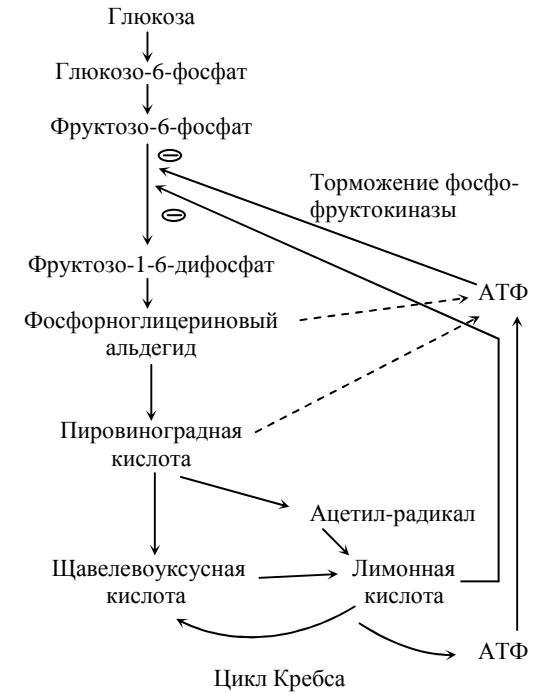 Глюкоза
Глюкозо-6-фосфат
Фруктозо-6-фосфат
Торможение фосфо-
фруктокиназы
Фруктозо-1-6-дифосфат
АТФ
Фосфорноглицериновый
альдегид
Пировиноградная
кислота
Ацетил-радикал
Щавелевоуксусная
кислота
Лимонная
кислота
АТФ
Цикл Кребса